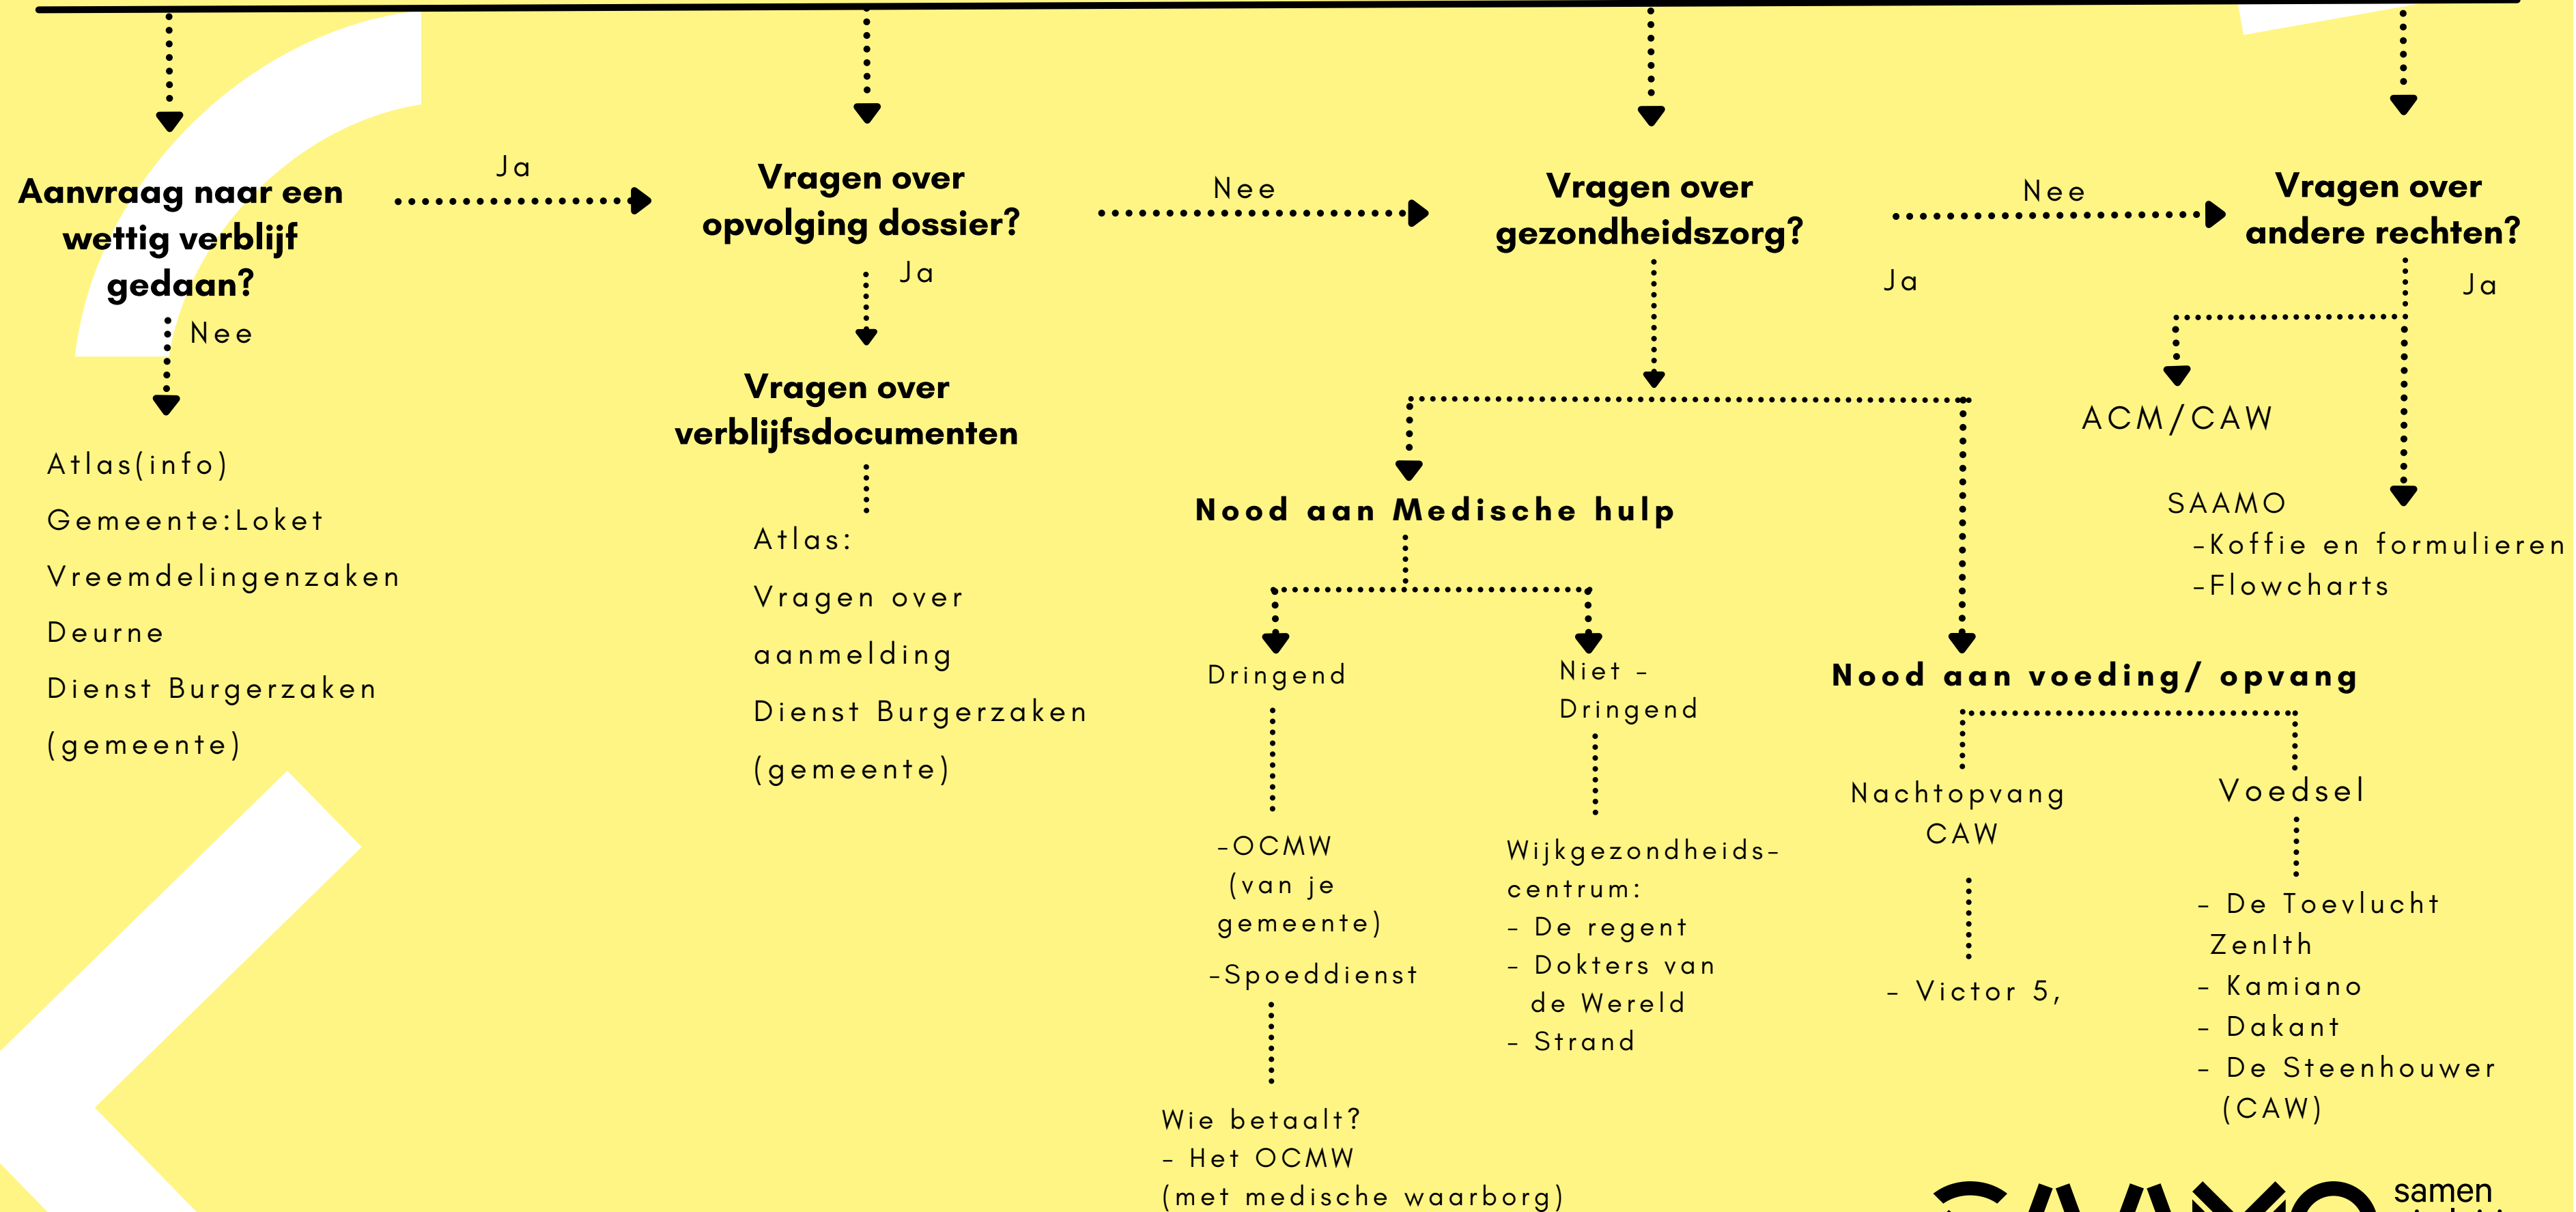 Aanvraag naar een
wettig verblijf
gedaan?
Ja
Nee
Atlas(info)
Gemeente:Loket
Vreemdelingenzaken
Deurne
Dienst Burgerzaken
(gemeente)
Vragen over
opvolging dossier?
Nee
Ja
Vragen over
verblijfsdocumenten
Atlas:
Vragen over
aanmelding
Dienst Burgerzaken
(gemeente)
Vragen over
gezondheidszorg?
Nee
Ja
Nood aan Medische hulp
Dringend
-OCMW
(van je
gemeente)
-Spoeddienst
Wie betaalt?
- Het OCMW
(met medische waarborg)
Niet -
Dringend
Wijkgezondheids-
centrum:
- De regent
- Dokters van
de Wereld
- Strand
Nood aan voeding/ opvang
Nachtopvang
CAW
- Victor 5,
Voedsel
- De Toevlucht
ZenIth
- Kamiano
- Dakant
- De Steenhouwer
(CAW)
Vragen over
andere rechten?
Ja
ACM/CAW
SAAMO
-Koffie en formulieren
-Flowcharts
SAAMO
samen